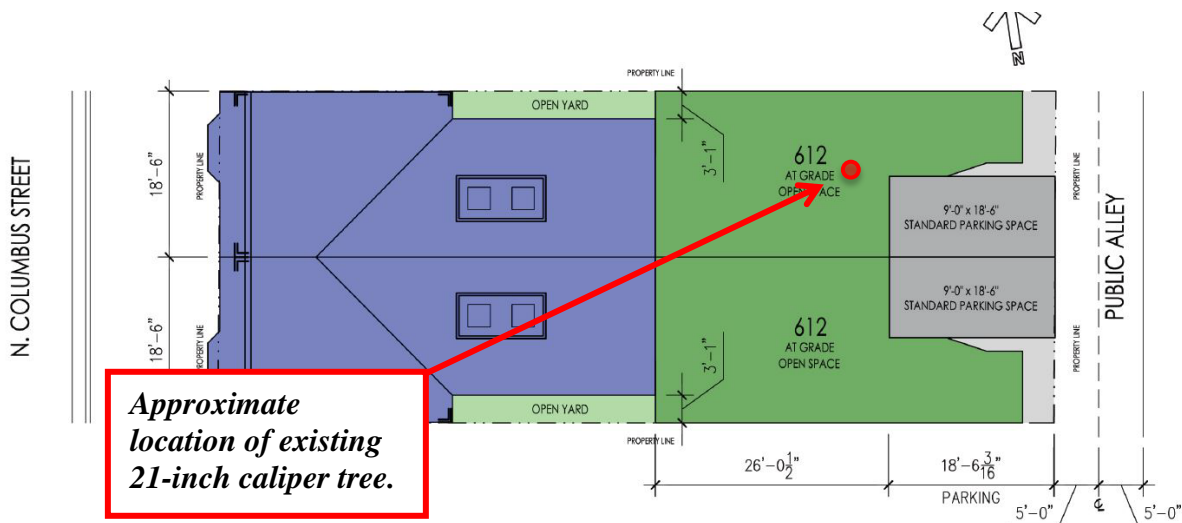 N
PROPERTY LINE
OPEN YARD
N. COLUMBUS STREET
18'-6"
PROPERTY LINE
3'-1"
612
AT GRADE
OPEN SPACE
9'-0" x 18'-6"
STANDARD PARKING SPACE
PROPERTY LINE
PUBLIC ALLEY
18'-6"
PROPERTY LINE
3'-1"
612
AT GRADE
OPEN SPACE
9'-0" x 18'-6"
STANDARD PARKING SPACE
PROPERTY LINE
Approximate
location of existing
21-inch caliper tree.
OPEN YARD
PROPERTY LINE
26'-0 1/2"
18'-6 3/16"
PARKING
5'-0"
℄
5'-0"